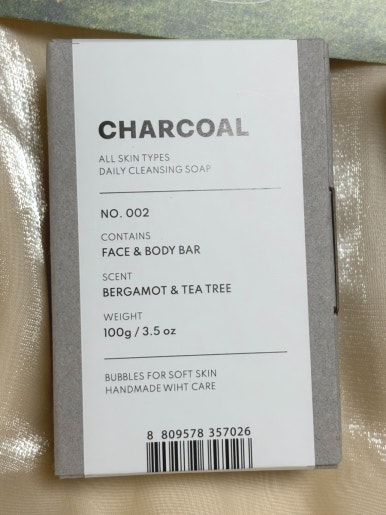 CHARCOAL
ALL SKIN TYPES
DAILY CLEANSING SOAP
NO. 002
CONTAINS
FACE & BODY BAR
SCENT
BERGAMOT & TEA TREE
WEIGHT
100g / 3.5 oz
BUBBLES FOR SOFT SKIN
HANDMADE WIHT CARE
8 809578 357026